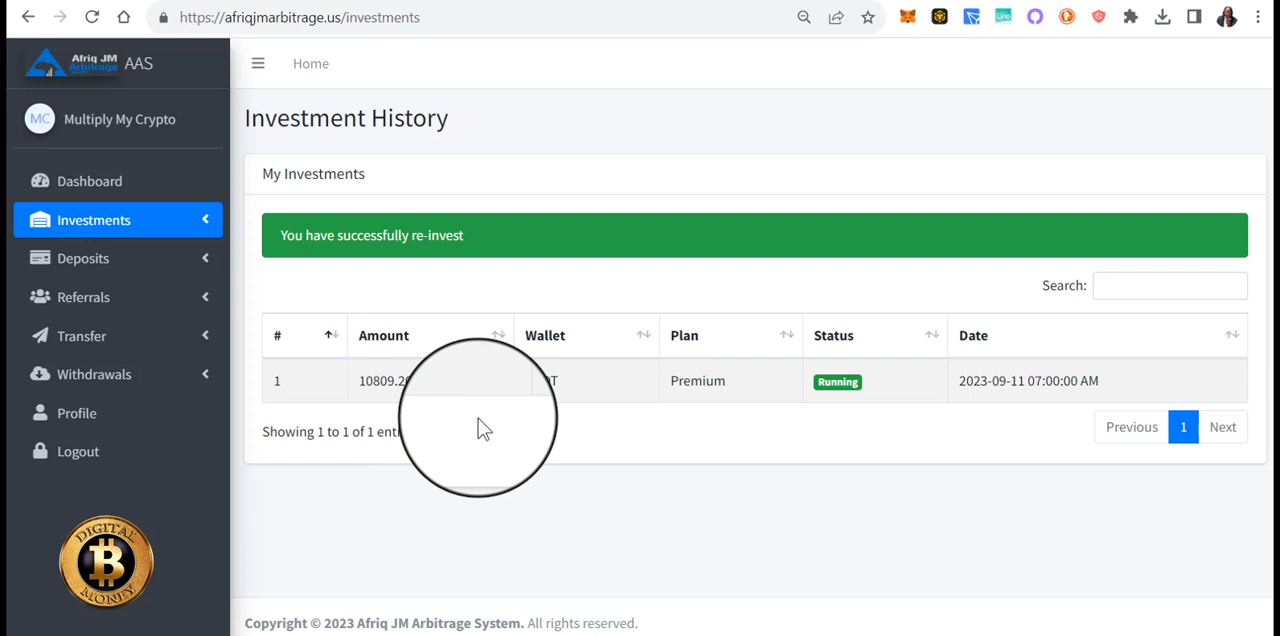 https://afriqjmarbitrage.us/investments
Uno
Afriq JM
Arbitrage
AAS
Home
MC
Multiply My Crypto
Investment History
My Investments
Dashboard
You have successfully re-invest
Investments
Deposits
Search:
Referrals
# Amount Wallet Plan Status Date
Transfer
1 Premium Running 2023-09-11 07:00:00 AM
Withdrawals
Profile
Showing 1 to 1 of 1
Previous 1 Next
Logout
DIGITAL
B
MONEY
Copyright © 2023 Afriq JM Arbitrage System. All rights reserved.